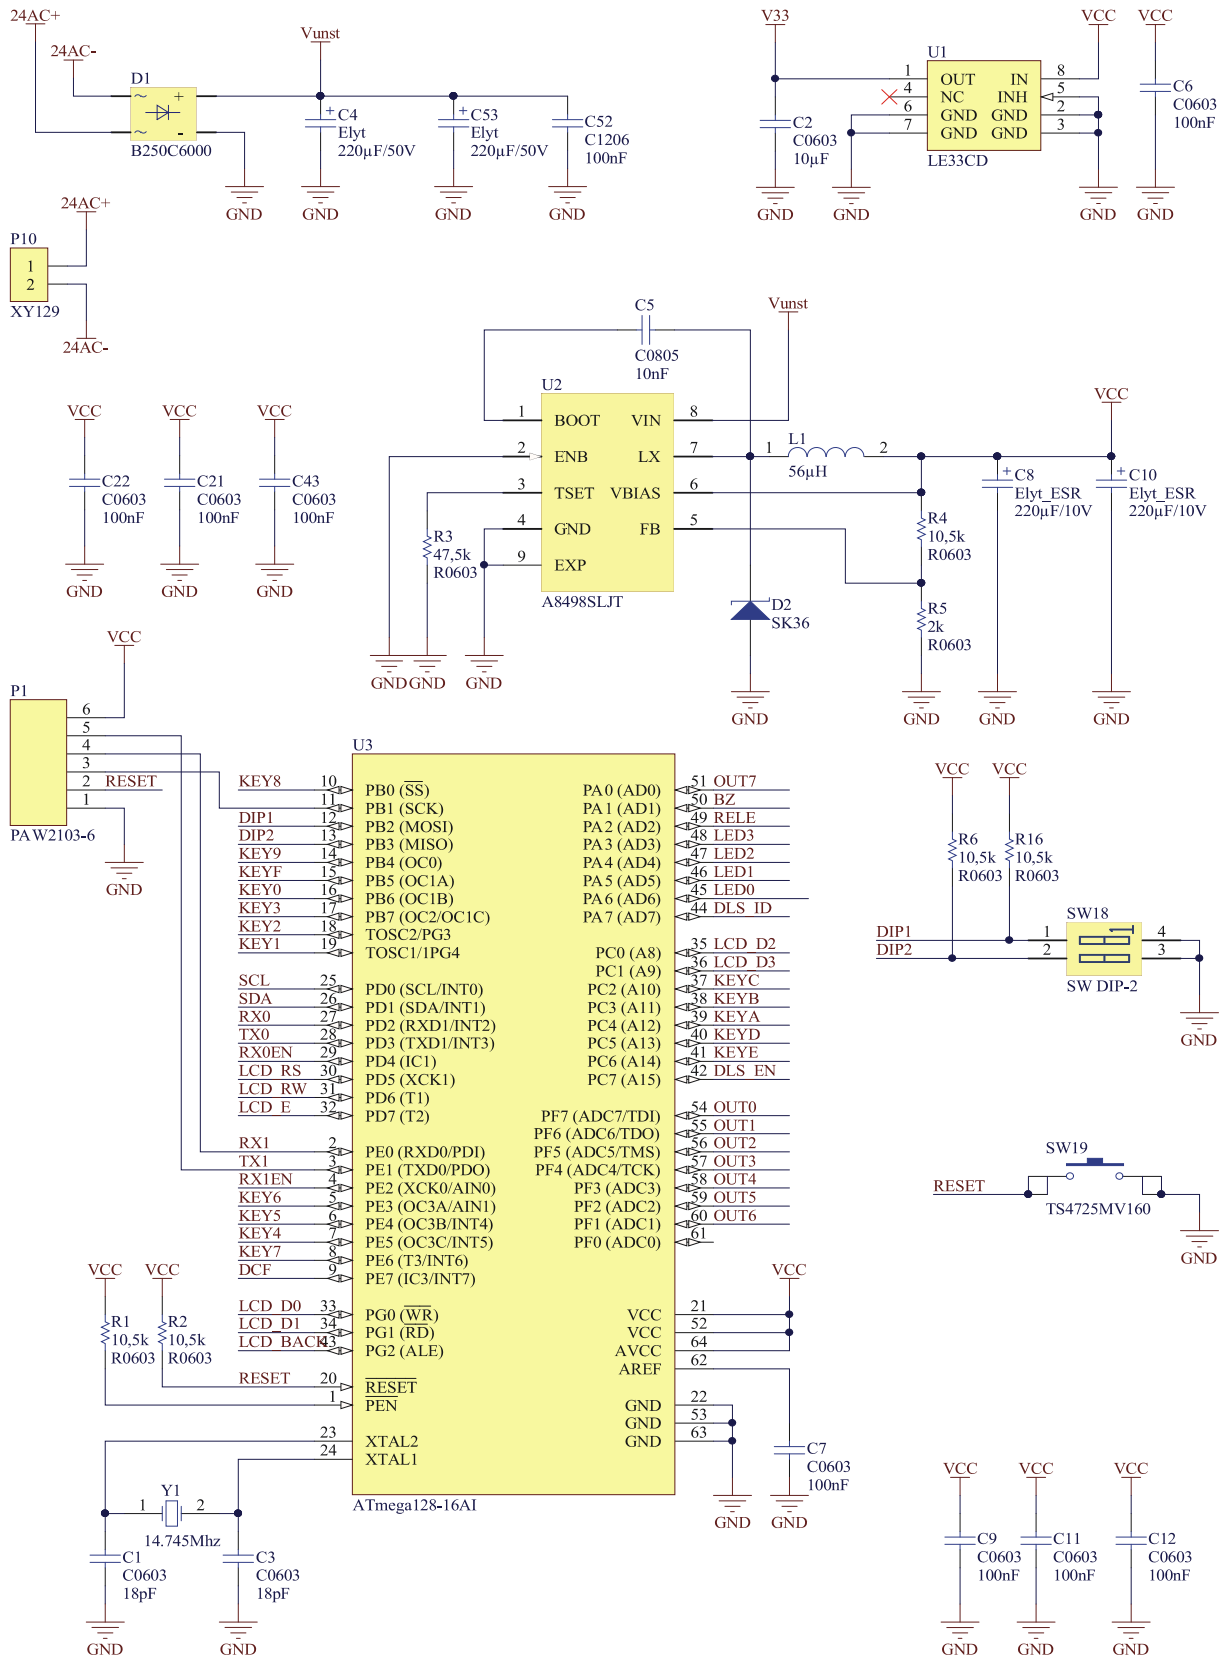 24AC+
24AC-
D1
~ +
~ -
B250C6000
Vunst
+ C4
Elyt
220µF/50V
+ C53
Elyt
220µF/50V
C52
C1206
100nF
GND
GND
GND
GND
V33
C2
C0603
10µF
GND
U1
1 OUT IN 8
4 NC INH 5
6 GND GND 2
7 GND GND 3
LE33CD
GND
GND
VCC
VCC
C6
C0603
100nF
GND
24AC+
P10
1
2
XY129
24AC-
C5
C0805
10nF
Vunst
U2
1 BOOT VIN 8
2 ENB LX 7
3 TSET VBIAS 6
4 GND FB 5
9 EXP
A8498SLJT
R3
47,5k
R0603
GND
GND
GND
1 L1 2
56µH
D2
SK36
GND
R4
10,5k
R0603
R5
2k
R0603
GND
VCC
+ C8
Elyt_ESR
220µF/10V
GND
+ C10
Elyt_ESR
220µF/10V
GND
VCC
C22
C0603
100nF
GND
VCC
C21
C0603
100nF
GND
VCC
C43
C0603
100nF
GND
VCC
P1
6
5
4
3
2 RESET
1
PAW2103-6
GND
U3
KEY8 10 PB0 (SS)
11 PB1 (SCK)
DIP1 12 PB2 (MOSI)
DIP2 13 PB3 (MISO)
KEY9 14 PB4 (OC0)
KEYF 15 PB5 (OC1A)
KEY0 16 PB6 (OC1B)
KEY3 17 PB7 (OC2/OC1C)
KEY2 18 TOSC2/PG3
KEY1 19 TOSC1/1PG4
SCL 25 PD0 (SCL/INT0)
SDA 26 PD1 (SDA/INT1)
RX0 27 PD2 (RXD1/INT2)
TX0 28 PD3 (TXD1/INT3)
RX0EN 29 PD4 (IC1)
LCD_RS 30 PD5 (XCK1)
LCD_RW 31 PD6 (T1)
LCD_E 32 PD7 (T2)
RX1 2 PE0 (RXD0/PDI)
TX1 3 PE1 (TXD0/PDO)
RX1EN 4 PE2 (XCK0/AIN0)
KEY6 5 PE3 (OC3A/AIN1)
KEY5 6 PE4 (OC3B/INT4)
KEY4 7 PE5 (OC3C/INT5)
KEY7 8 PE6 (T3/INT6)
DCF 9 PE7 (IC3/INT7)
LCD_D0 33 PG0 (WR)
LCD_D1 34 PG1 (RD)
LCD_BACK 43 PG2 (ALE)
RESET 20 RESET
1 PEN
23 XTAL2
24 XTAL1
PA0 (AD0) 51 OUT7
PA1 (AD1) 50 BZ
PA2 (AD2) 49 RELE
PA3 (AD3) 48 LED3
PA4 (AD4) 47 LED2
PA5 (AD5) 46 LED1
PA6 (AD6) 45 LED0
PA7 (AD7) 44 DLS_ID
PC0 (A8) 35 LCD_D2
PC1 (A9) 36 LCD_D3
PC2 (A10) 37 KEYC
PC3 (A11) 38 KEYB
PC4 (A12) 39 KEYA
PC5 (A13) 40 KEYD
PC6 (A14) 41 KEYE
PC7 (A15) 42 DLS_EN
PF7 (ADC7/TDI) 54 OUT0
PF6 (ADC6/TDO) 55 OUT1
PF5 (ADC5/TMS) 56 OUT2
PF4 (ADC4/TCK) 57 OUT3
PF3 (ADC3) 58 OUT4
PF2 (ADC2) 59 OUT5
PF1 (ADC1) 60 OUT6
PF0 (ADC0) 61
VCC
VCC 21
VCC 52
AVCC 64
AREF 62
GND 22
GND 53
GND 63
ATmega128-16AI
GND
C7
C0603
100nF
GND
VCC
R1
10,5k
R0603
VCC
R2
10,5k
R0603
1 Y1 2
14.745Mhz
C1
C0603
18pF
GND
C3
C0603
18pF
GND
VCC
VCC
R6
10,5k
R0603
R16
10,5k
R0603
SW18
DIP1 1 1 4
DIP2 2 3
SW DIP-2
GND
SW19
RESET
TS4725MV160
GND
VCC
C9
C0603
100nF
GND
VCC
C11
C0603
100nF
GND
VCC
C12
C0603
100nF
GND